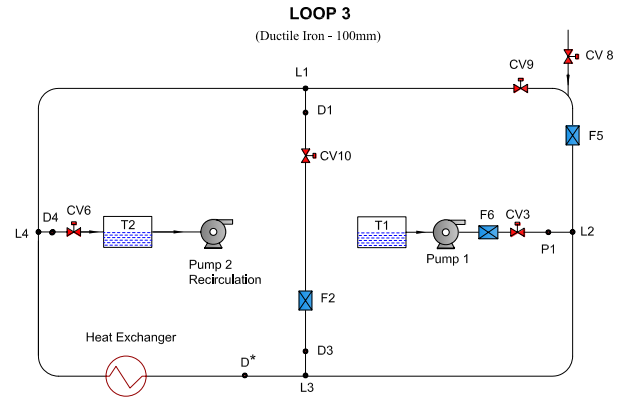 LOOP 3
(Ductile Iron - 100mm)
CV 8
CV9
L1
D1
F5
CV10
CV6
D4
T2
T1
F6
CV3
L4
L2
P1
Pump 2
Recirculation
Pump 1
F2
Heat Exchanger
D3
D*
L3